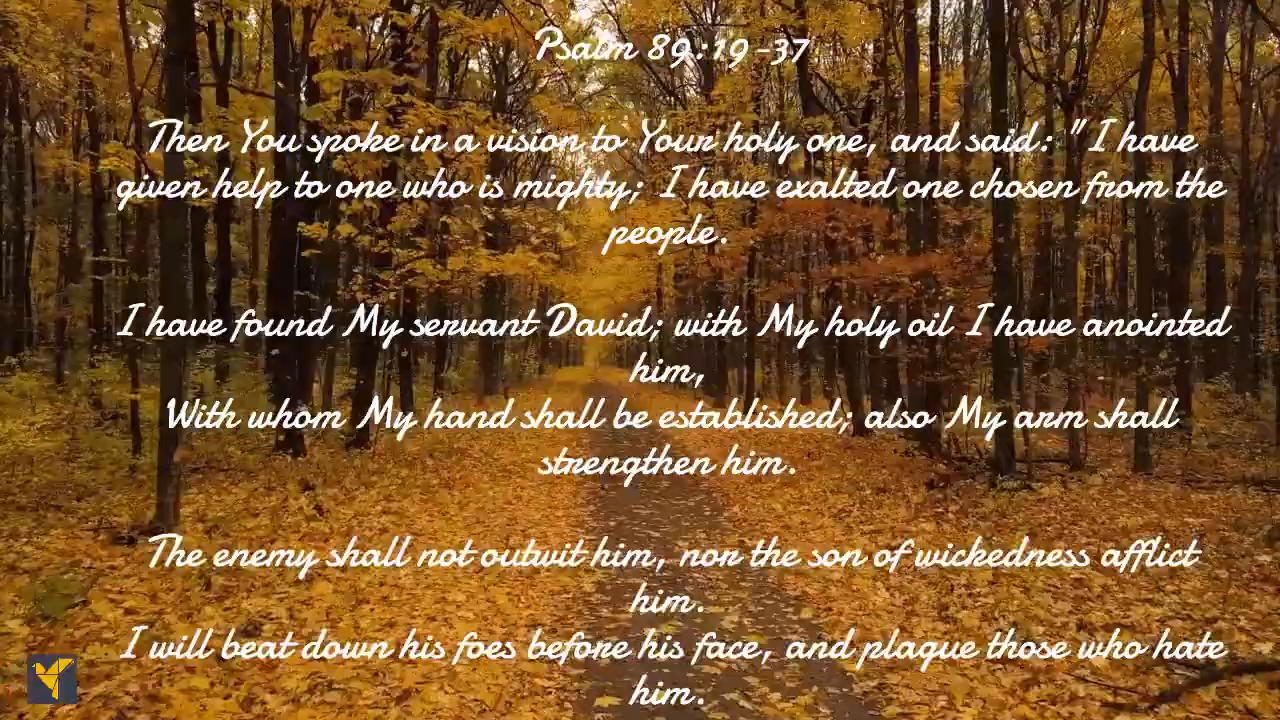 Psalm 89:19-37
Then You spoke in a vision to Your holy one, and said: "I have
given help to one who is mighty; I have exalted one chosen from the
people.
I have found My servant David; with My holy oil I have anointed
him,
With whom My hand shall be established; also My arm shall
strengthen him.
The enemy shall not outwit him, nor the son of wickedness afflict
him.
I will beat down his foes before his face, and plague those who hate
him.